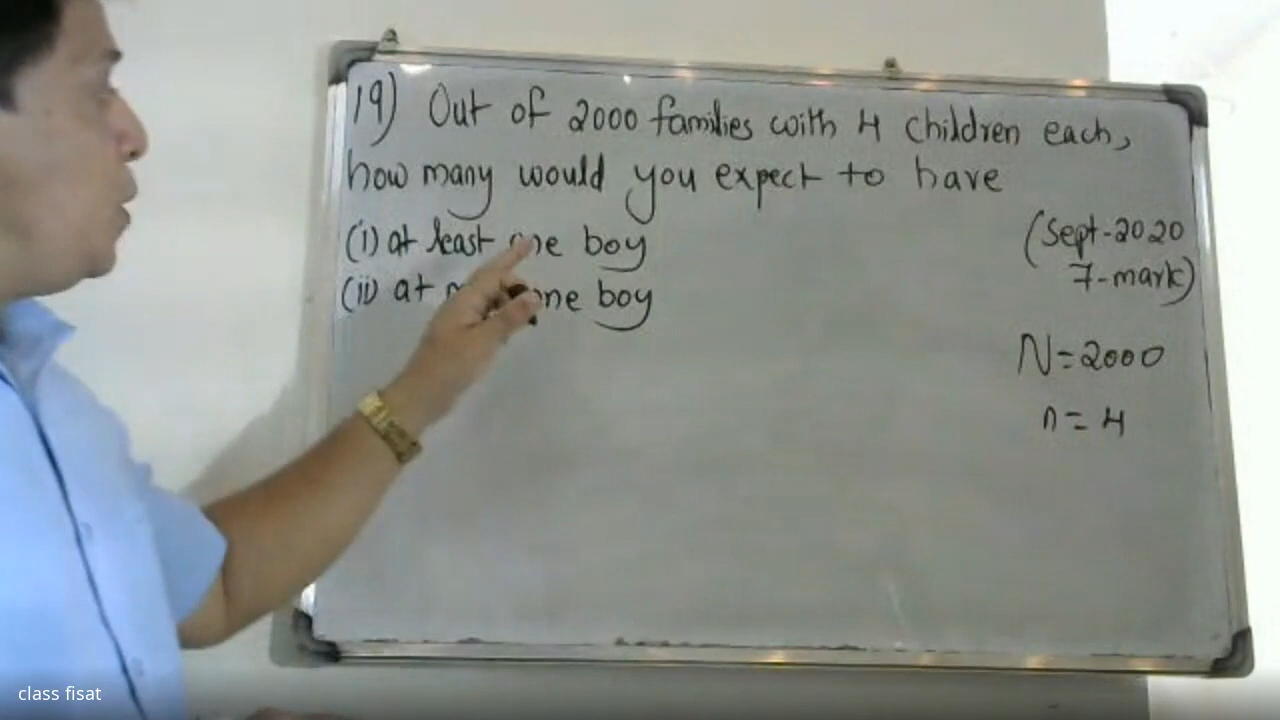 19) Out of 2000 families with 4 children each,
how many would you expect to have
(i) at least one boy
(ii) at one boy
(Sept-2020
7-mark)
N=2000
n=4
class fisat